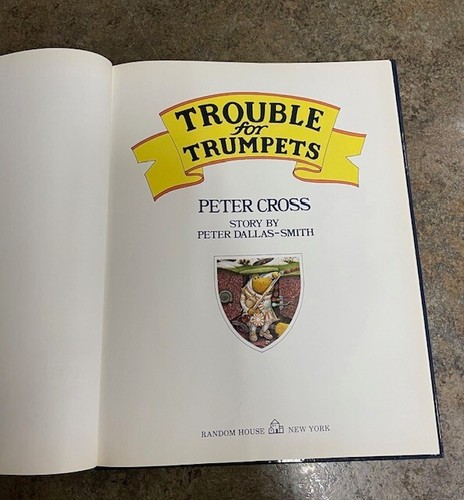 TROUBLE
for
TRUMPETS
PETER CROSS
STORY BY
PETER DALLAS-SMITH
RANDOM HOUSE NEW YORK